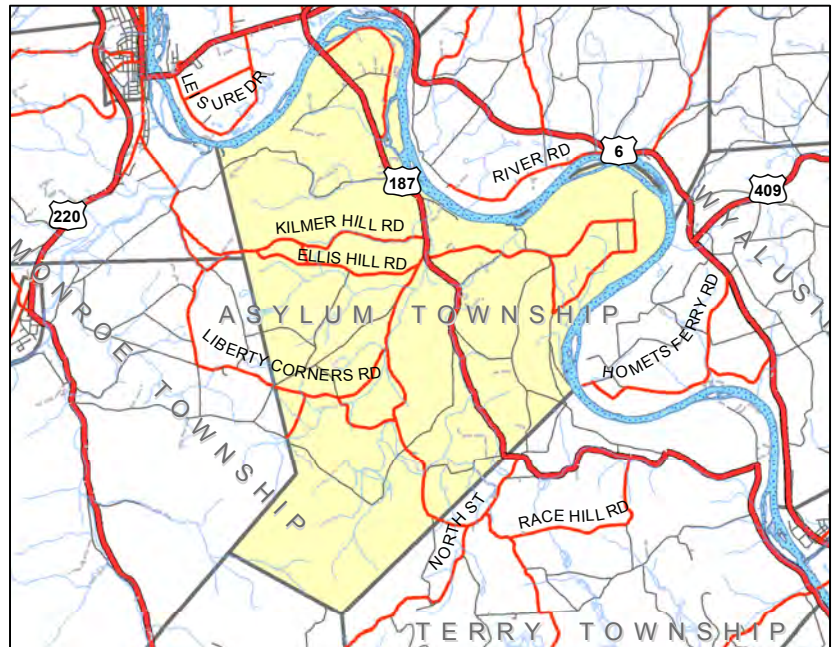 LEISURE DR
RIVER RD
6
187
409
220
KILMER HILL RD
ELLIS HILL RD
WYALUSI
MONROE TOWNSHIP
ASYLUM TOWNSHIP
HOMETS FERRY RD
LIBERTY CORNERS RD
NORTH ST
RACE HILL RD
TERRY TOWNSHIP